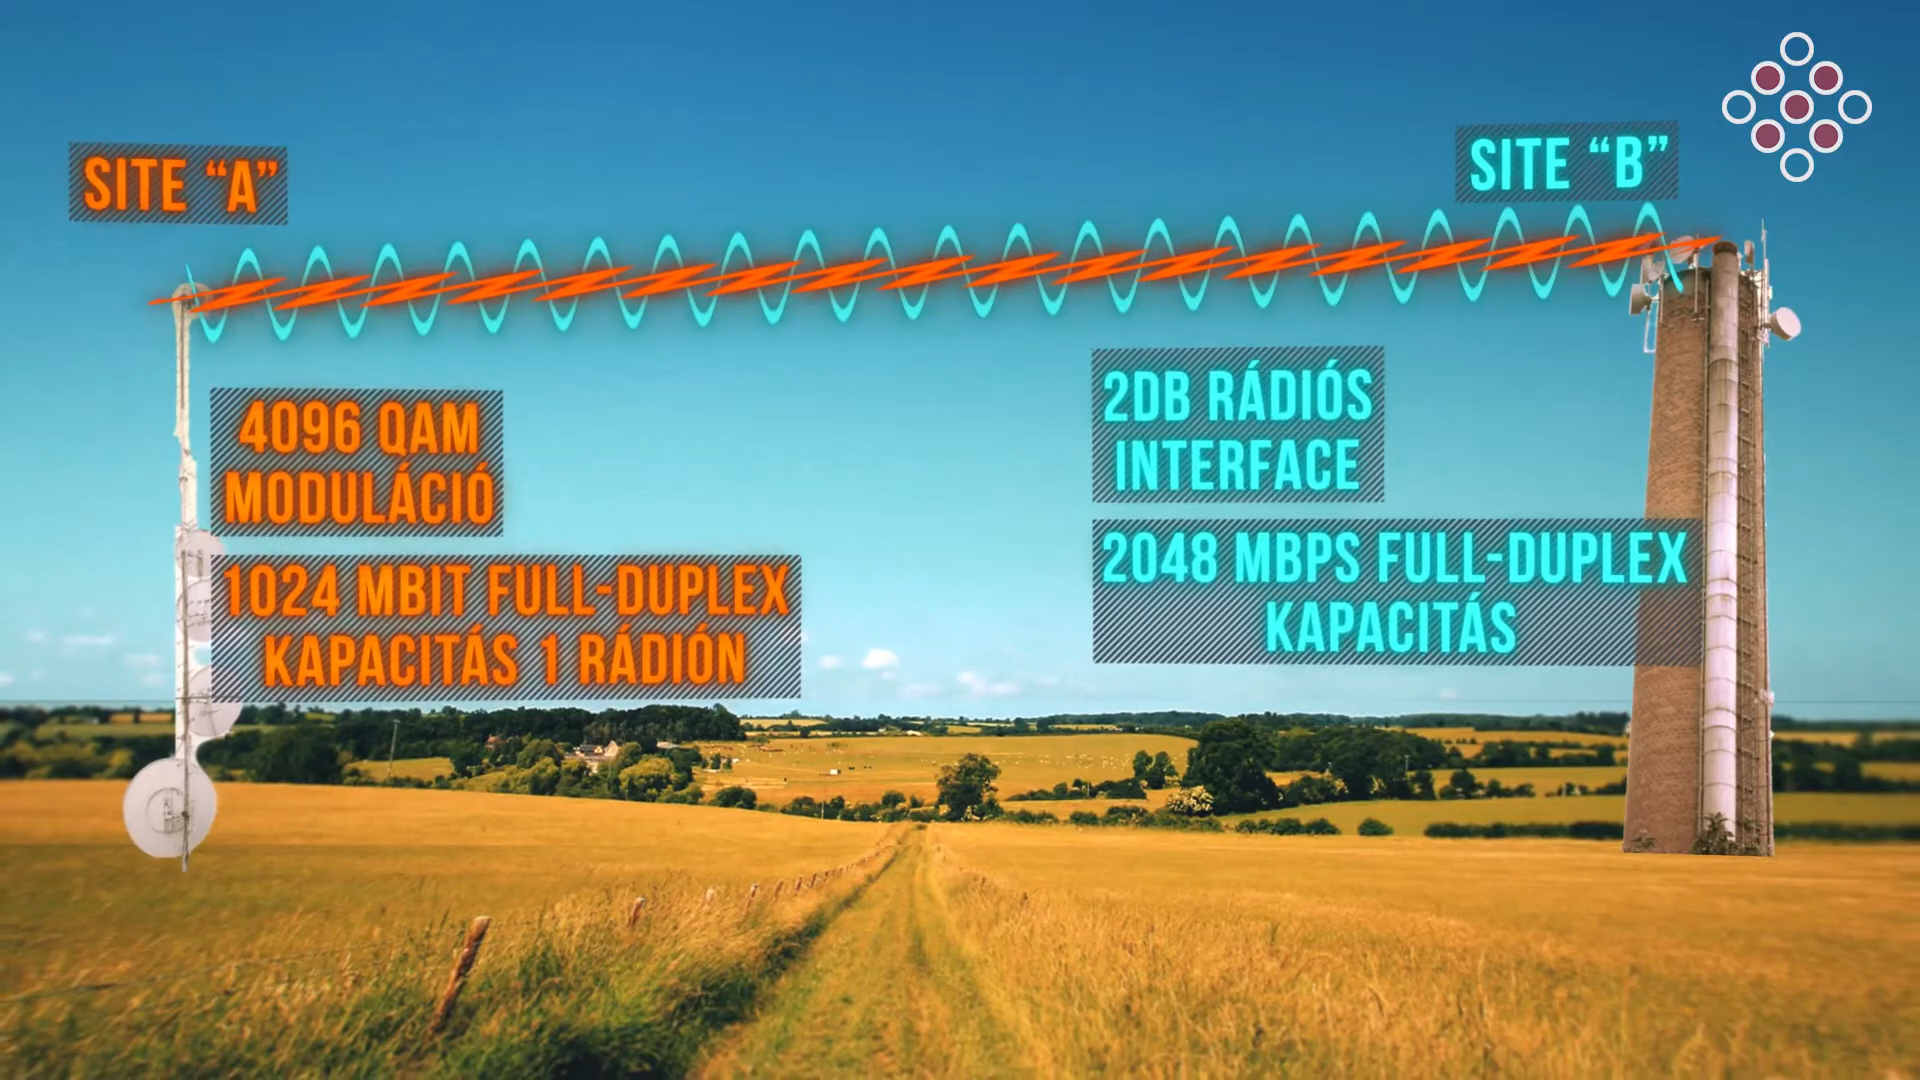 SITE “A”
SITE “B”
4096 QAM
MODULÁCIÓ
1024 MBIT FULL-DUPLEX
KAPACITÁS 1 RÁDIÓN
2DB RÁDIÓS
INTERFACE
2048 MBPS FULL-DUPLEX
KAPACITÁS